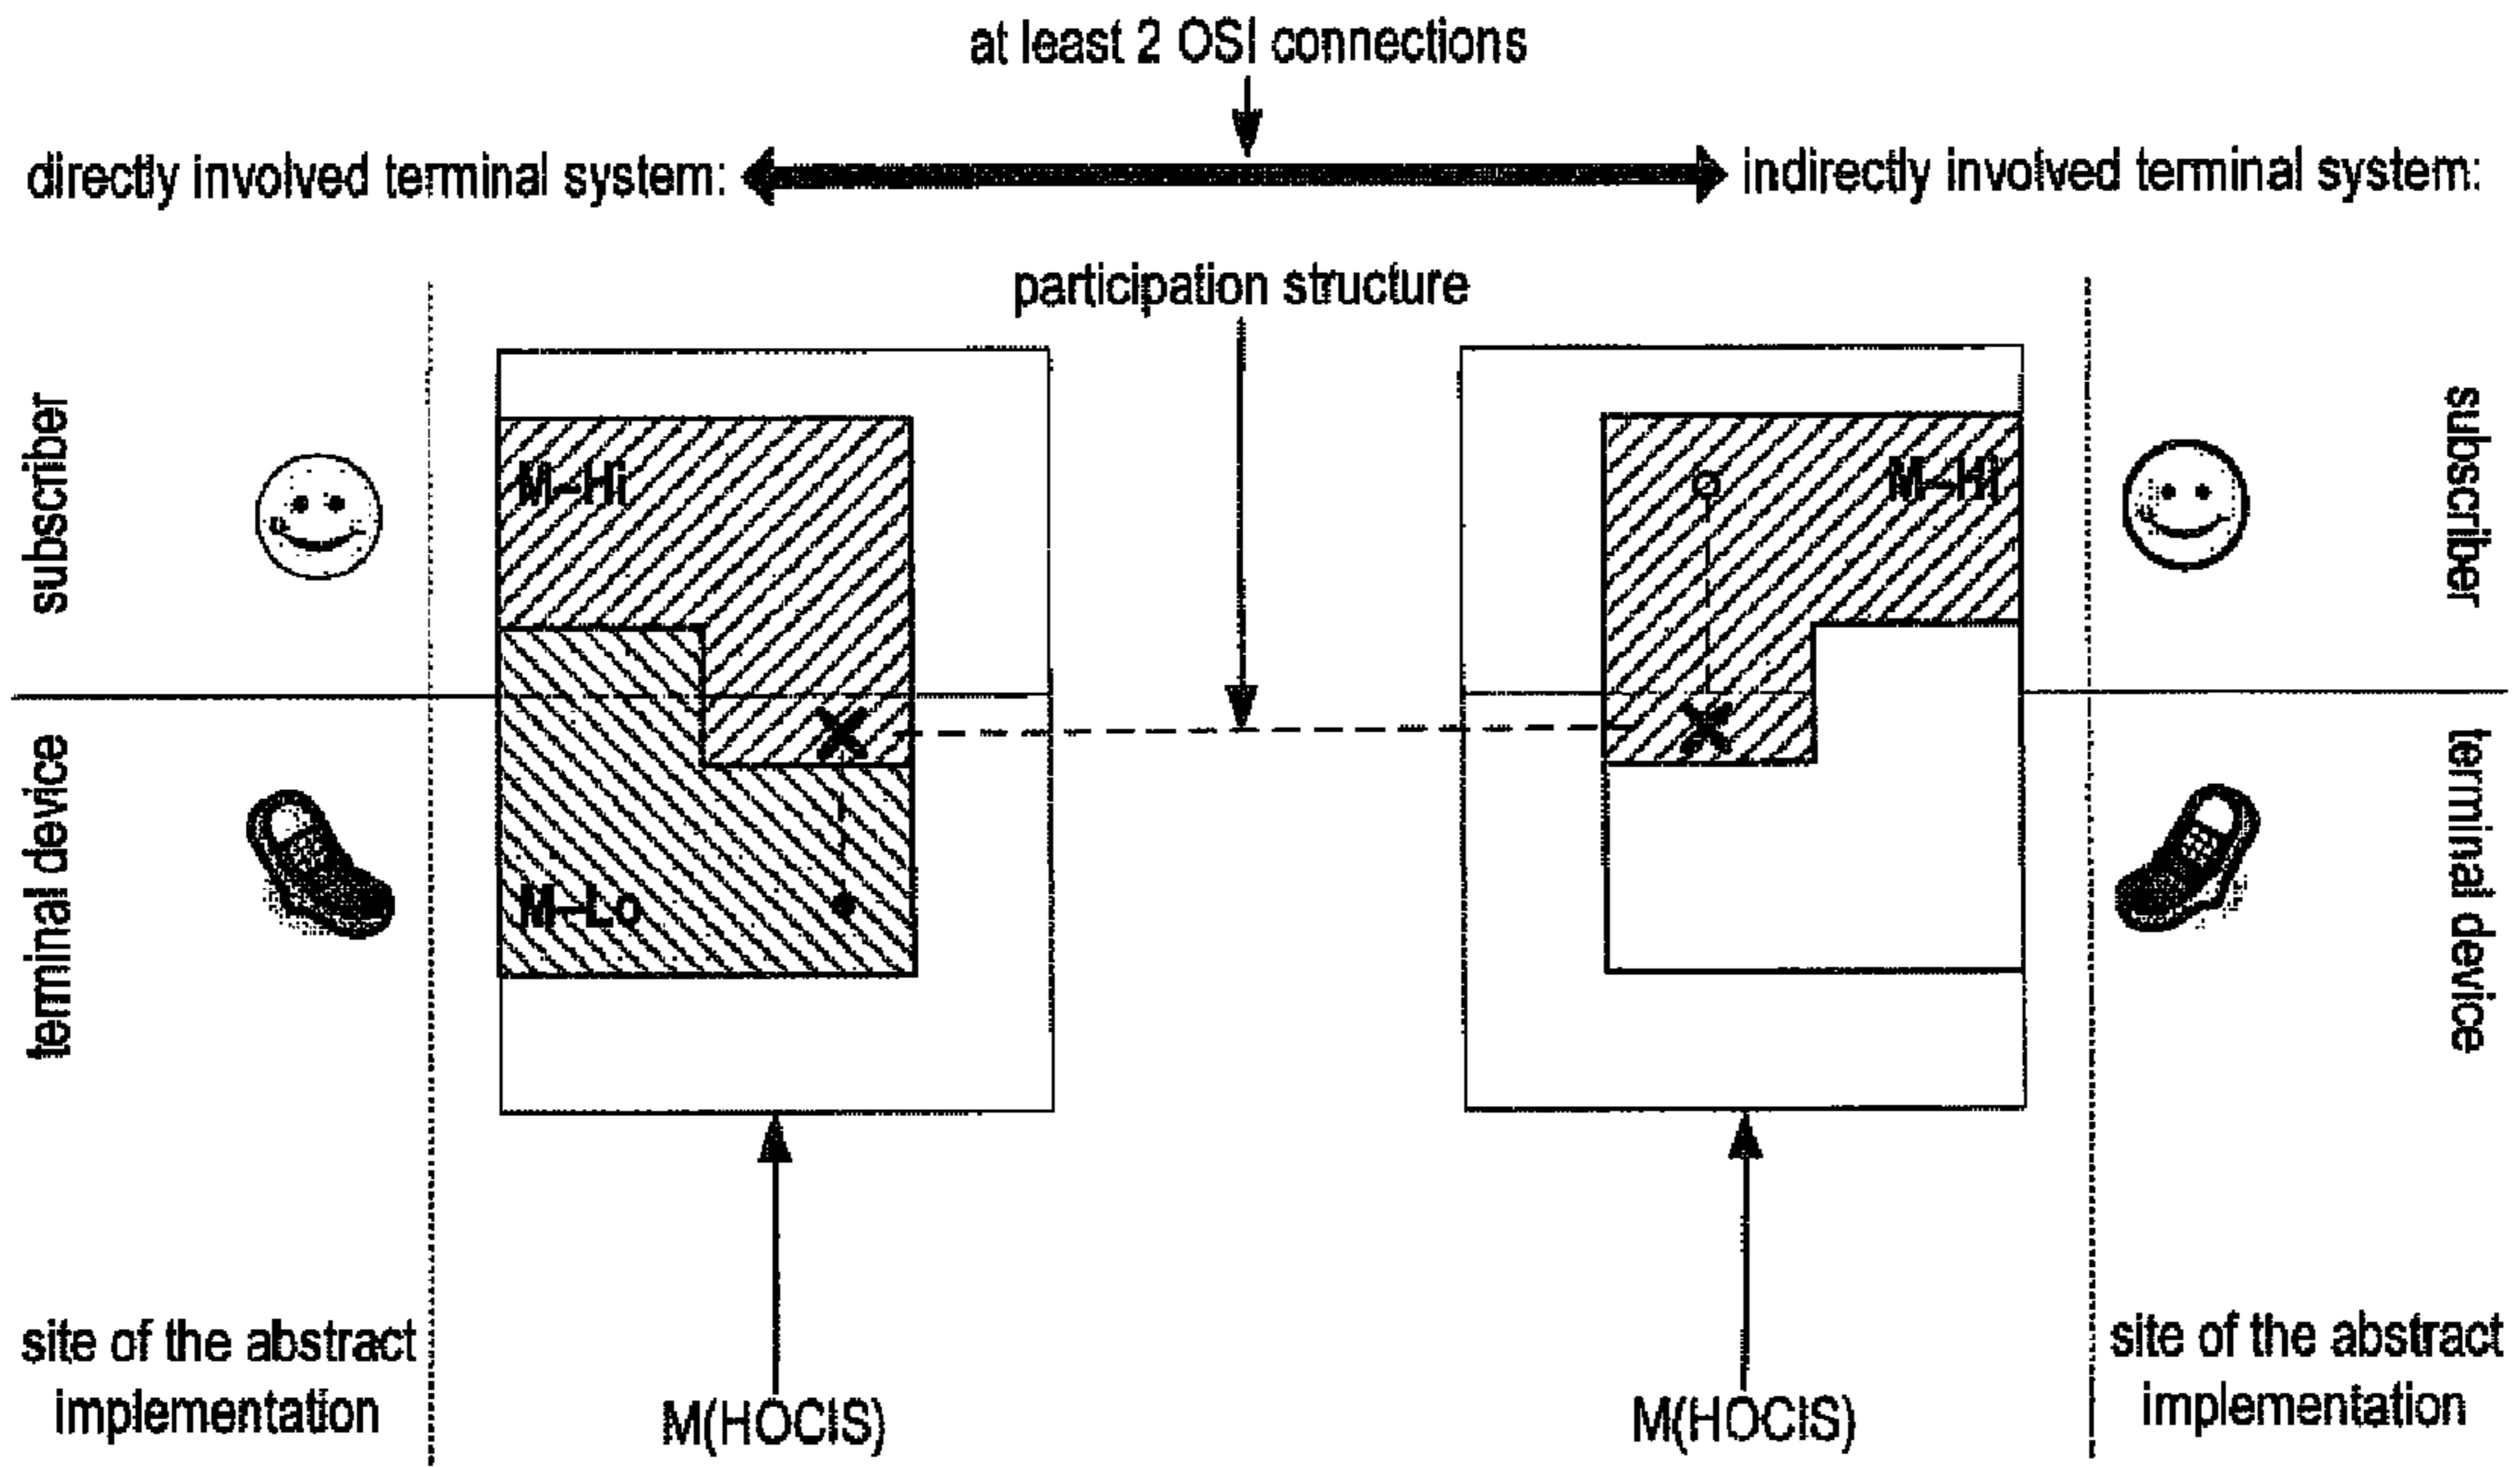 at least 2 OSI connections
directly involved terminal system:
indirectly involved terminal system:
participation structure
subscriber
M-Hi
M-Hi
subscriber
terminal device
M-Lo
terminal device
site of the abstract
implementation
M(HOCIS)
M(HOCIS)
site of the abstract
implementation